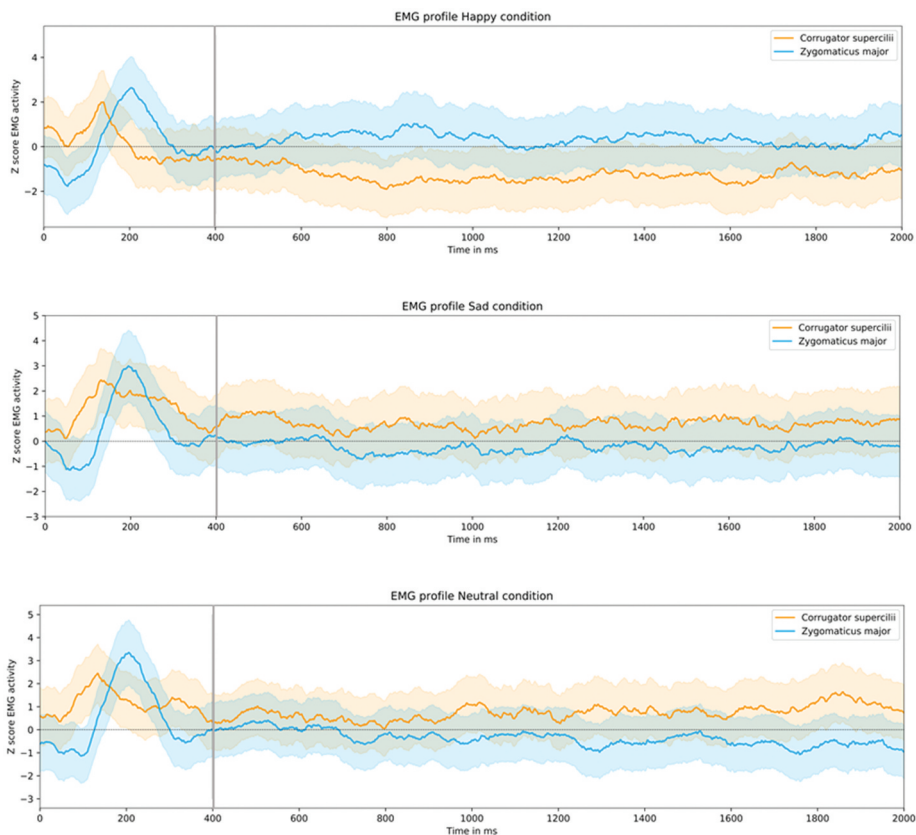 EMG profile Happy condition
Corrugator supercilii
Zygomaticus major
Z score EMG activity
4
2
0
−2
0 200 400 600 800 1000 1200 1400 1600 1800 2000
Time in ms
EMG profile Sad condition
Corrugator supercilii
Zygomaticus major
Z score EMG activity
5
4
3
2
1
0
−1
−2
−3
0 200 400 600 800 1000 1200 1400 1600 1800 2000
Time in ms
EMG profile Neutral condition
Corrugator supercilii
Zygomaticus major
Z score EMG activity
5
4
3
2
1
0
−1
−2
−3
0 200 400 600 800 1000 1200 1400 1600 1800 2000
Time in ms